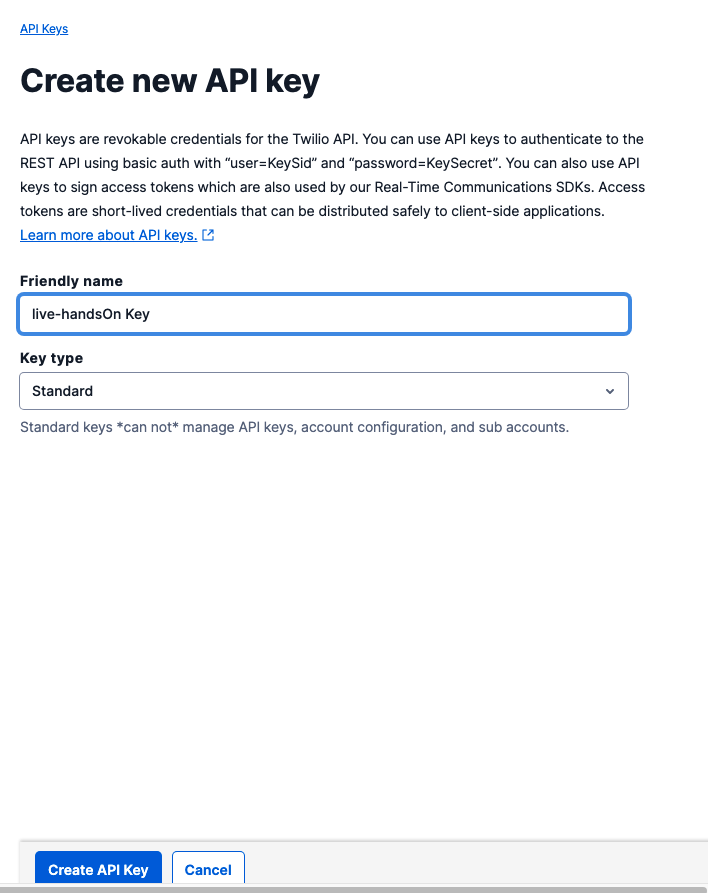 API Keys
Create new API key
API keys are revokable credentials for the Twilio API. You can use API keys to authenticate to the
REST API using basic auth with “user=KeySid” and “password=KeySecret”. You can also use API
keys to sign access tokens which are also used by our Real-Time Communications SDKs. Access
tokens are short-lived credentials that can be distributed safely to client-side applications.
Learn more about API keys.
Friendly name
live-handsOn Key
Key type
Standard
Standard keys *can not* manage API keys, account configuration, and sub accounts.
Create API Key Cancel